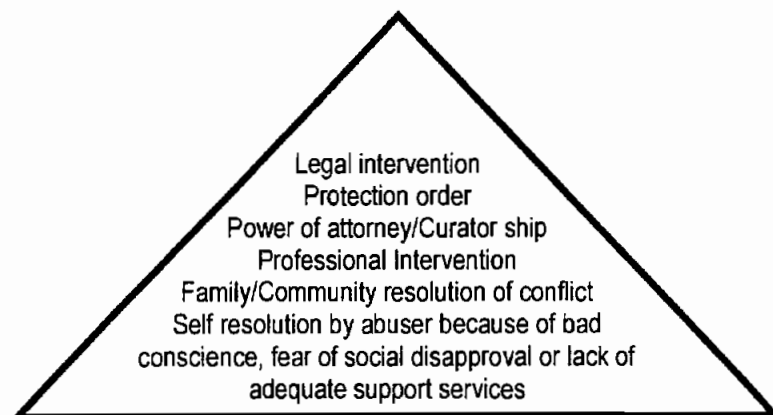 Legal intervention
Protection order
Power of attorney/Curator ship
Professional Intervention
Family/Community resolution of conflict
Self resolution by abuser because of bad
conscience, fear of social disapproval or lack of
adequate support services